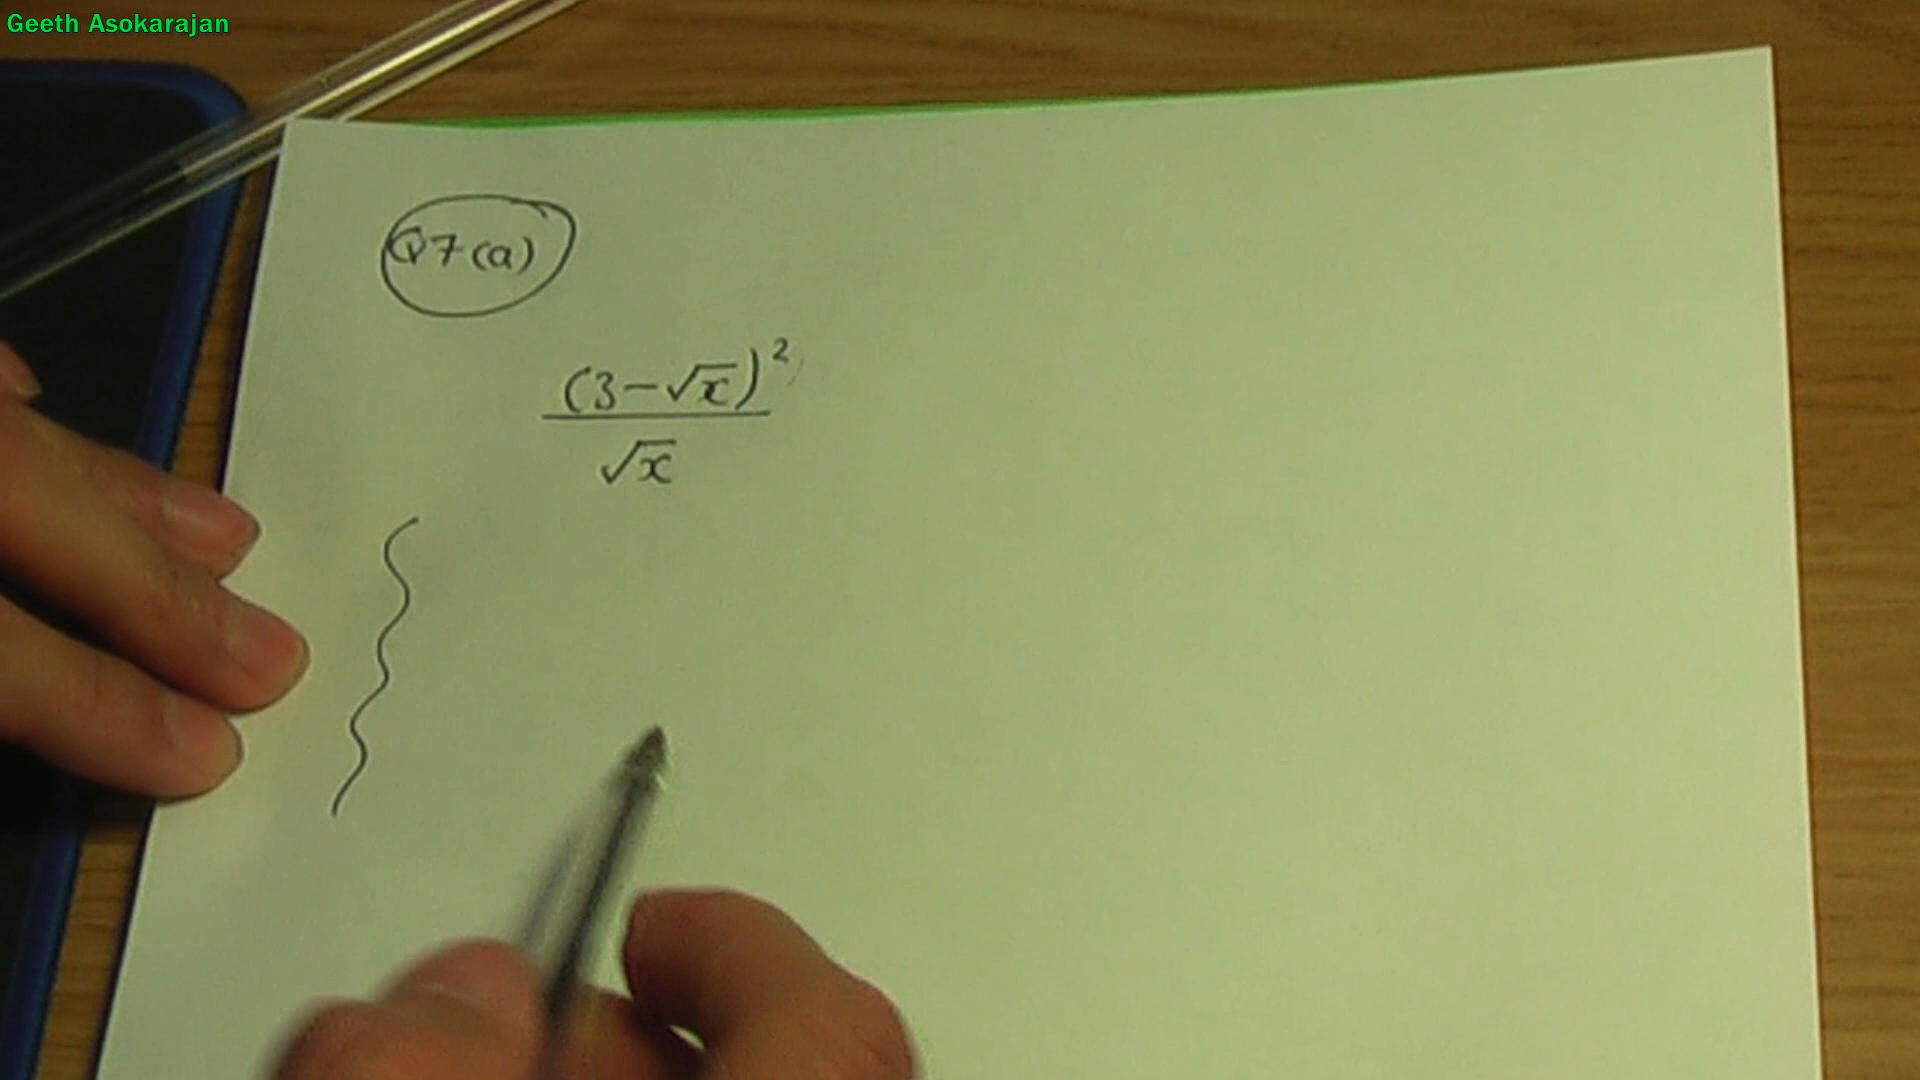 Geeth Asokarajan
Q7(a)
(3-√x)²
√x